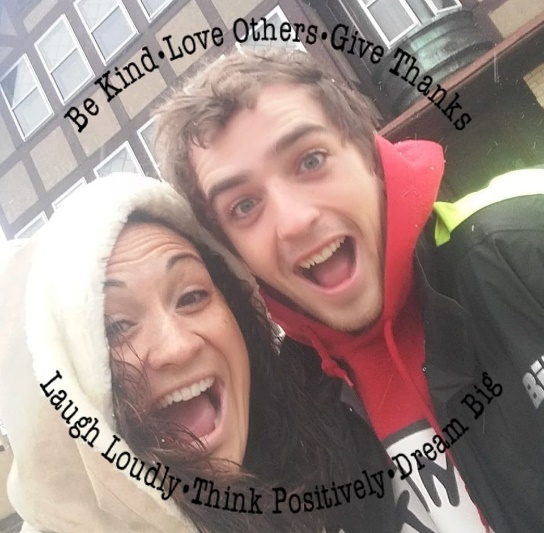 Be Kind•Love Others•Give Thanks
Laugh Loudly•Think Positively•Dream Big